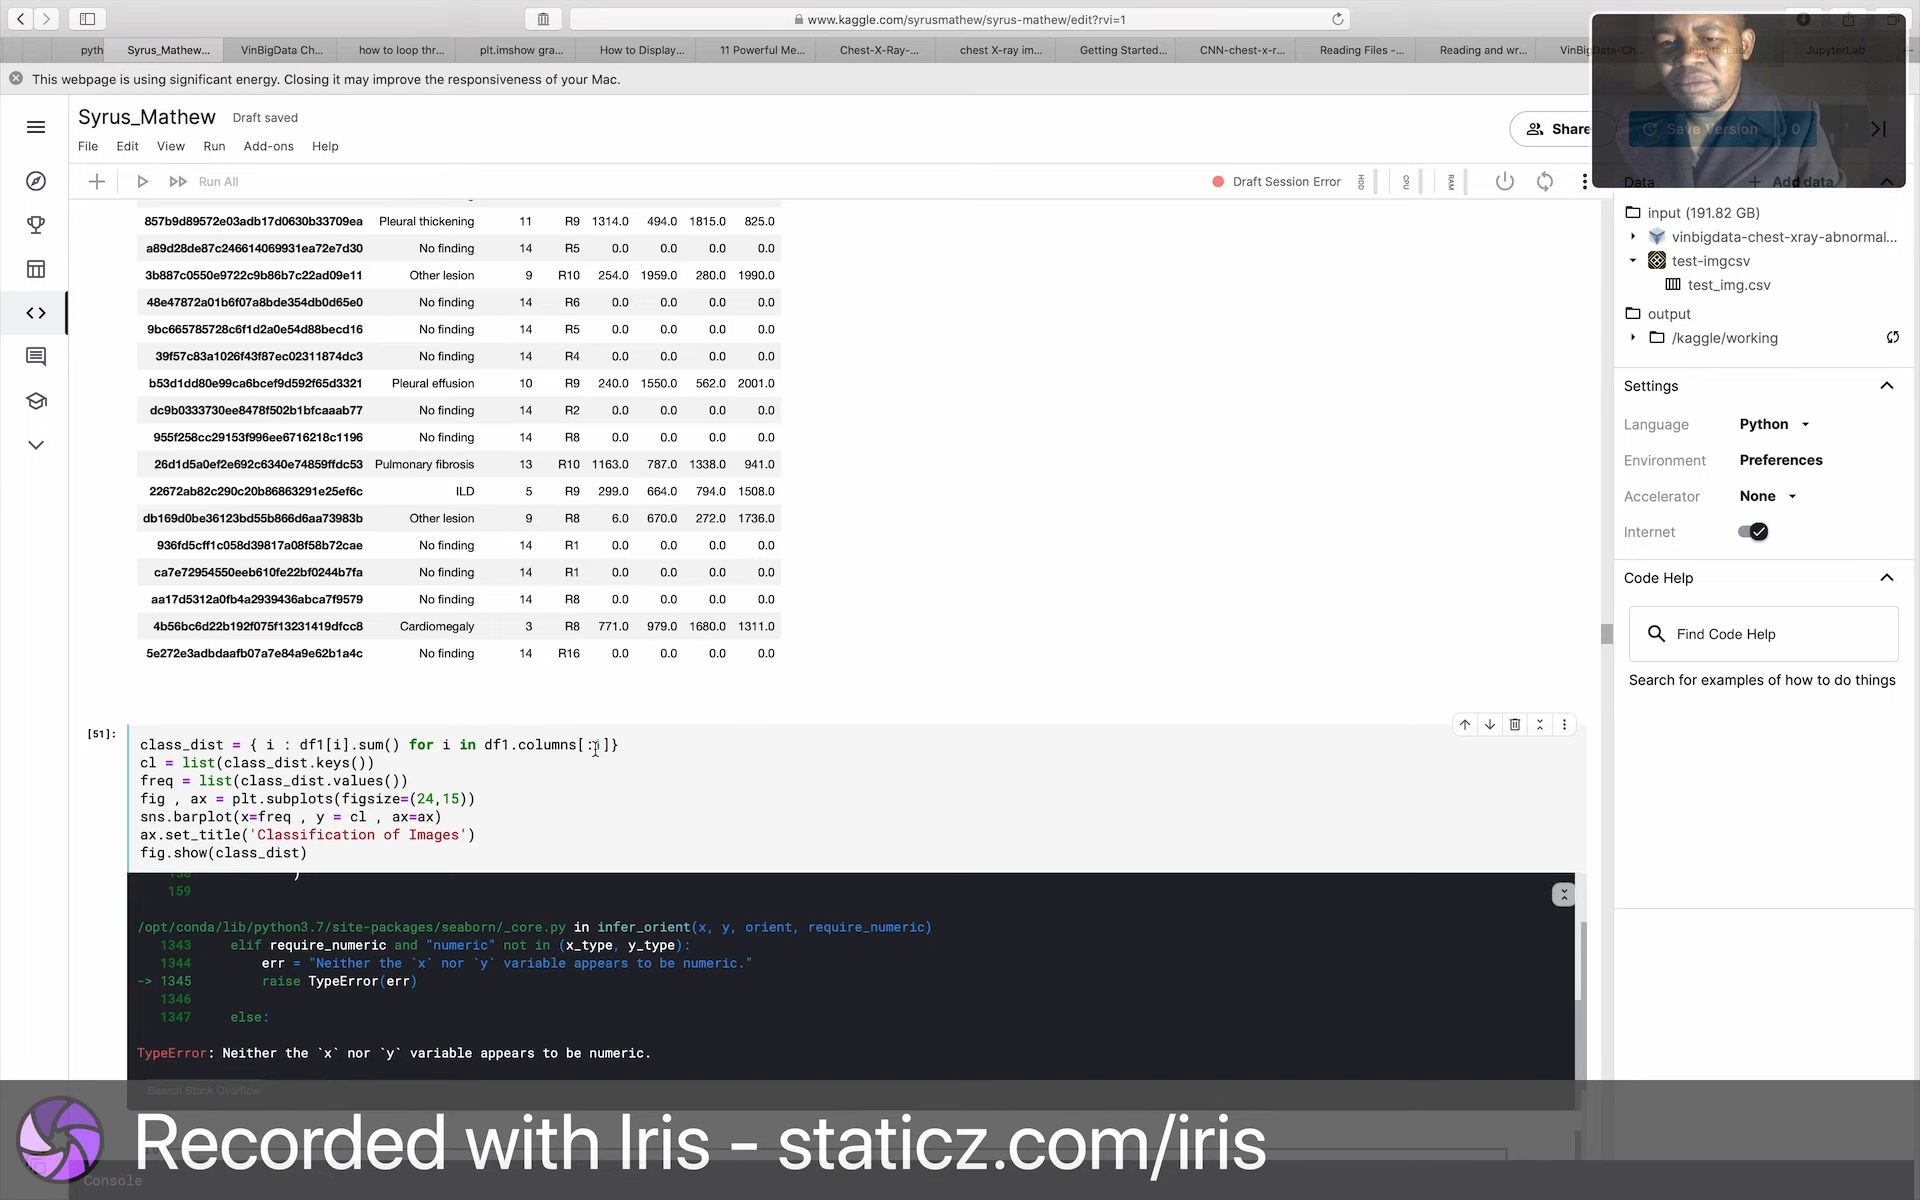 www.kaggle.com/syrusmathew/syrus-mathew/edit?rvi=1
pyth Syrus_Mathew... VinBigData Ch... how to loop thr... plt.imshow gra... How to Display... 11 Powerful Me... Chest-X-Ray-... chest X-ray im... Getting Started... CNN-chest-x-r... Reading Files -... Reading and wr... VinBigData-Ch... JupyterLab JupyterLab
This webpage is using significant energy. Closing it may improve the responsiveness of your Mac.
Syrus_Mathew Draft saved
Share Save Version 0
File Edit View Run Add-ons Help
Run All Draft Session Error HDD CPU RAM
Data + Add data
857b9d89572e03adb17d0630b33709ea Pleural thickening 11 R9 1314.0 494.0 1815.0 825.0
a89d28de87c246614069931ea72e7d30 No finding 14 R5 0.0 0.0 0.0 0.0
3b887c0550e9722c9b86b7c22ad09e11 Other lesion 9 R10 254.0 1959.0 280.0 1990.0
48e47872a01b6f07a8bde354db0d65e0 No finding 14 R6 0.0 0.0 0.0 0.0
9bc665785728c6f1d2a0e54d88becd16 No finding 14 R5 0.0 0.0 0.0 0.0
39f57c83a1026f43f87ec02311874dc3 No finding 14 R4 0.0 0.0 0.0 0.0
b53d1dd80e99ca6bcef9d592f65d3321 Pleural effusion 10 R9 240.0 1550.0 562.0 2001.0
dc9b0333730ee8478f502b1bfcaaab77 No finding 14 R2 0.0 0.0 0.0 0.0
955f258cc29153f996ee6716218c1196 No finding 14 R8 0.0 0.0 0.0 0.0
26d1d5a0ef2e692c6340e74859ffdc53 Pulmonary fibrosis 13 R10 1163.0 787.0 1338.0 941.0
22672ab82c290c20b86863291e25ef6c ILD 5 R9 299.0 664.0 794.0 1508.0
db169d0be36123bd55b866d6aa73983b Other lesion 9 R8 6.0 670.0 272.0 1736.0
936fd5cff1c058d39817a08f58b72cae No finding 14 R1 0.0 0.0 0.0 0.0
ca7e72954550eeb610fe22bf0244b7fa No finding 14 R1 0.0 0.0 0.0 0.0
aa17d5312a0fb4a2939436abca7f9579 No finding 14 R8 0.0 0.0 0.0 0.0
4b56bc6d22b192f075f13231419dfcc8 Cardiomegaly 3 R8 771.0 979.0 1680.0 1311.0
5e272e3adbdaafb07a7e84a9e62b1a4c No finding 14 R16 0.0 0.0 0.0 0.0
input (191.82 GB)
vinbigdata-chest-xray-abnormal...
test-imgcsv
test_img.csv
output
/kaggle/working
Settings
Language Python
Environment Preferences
Accelerator None
Internet
Code Help
Find Code Help
Search for examples of how to do things
[51]:
class_dist = { i : df1[i].sum() for i in df1.columns[: ]}
cl = list(class_dist.keys())
freq = list(class_dist.values())
fig , ax = plt.subplots(figsize=(24,15))
sns.barplot(x=freq , y = cl , ax=ax)
ax.set_title('Classification of Images')
fig.show(class_dist)
158 )
159
/opt/conda/lib/python3.7/site-packages/seaborn/_core.py in infer_orient(x, y, orient, require_numeric)
1343 elif require_numeric and "numeric" not in (x_type, y_type):
1344 err = "Neither the `x` nor `y` variable appears to be numeric."
-> 1345 raise TypeError(err)
1346
1347 else:
TypeError: Neither the `x` nor `y` variable appears to be numeric.
Search Stack Overflow
Recorded with Iris - staticz.com/iris
Console